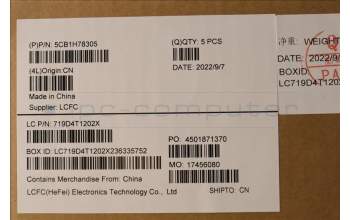 (P)P/N: 5CB1H78305
(Q)QTY: 5 PCS
(4L)Origin:CN
DATE: 2022/9/7
Made in China
Supplier: LCFC
LC P/N: 719D4T1202X
PO: 4501871370
BOX ID: LC719D4T1202X236335752
MO: 17456080
Contains Merchandise From: China
LCFC(HeFei) Electronics Technology Co., Ltd
SHIPTO: CN
净重: WEIGHT
DATE: 2022/9/
BOXID:
LC719D4T1202